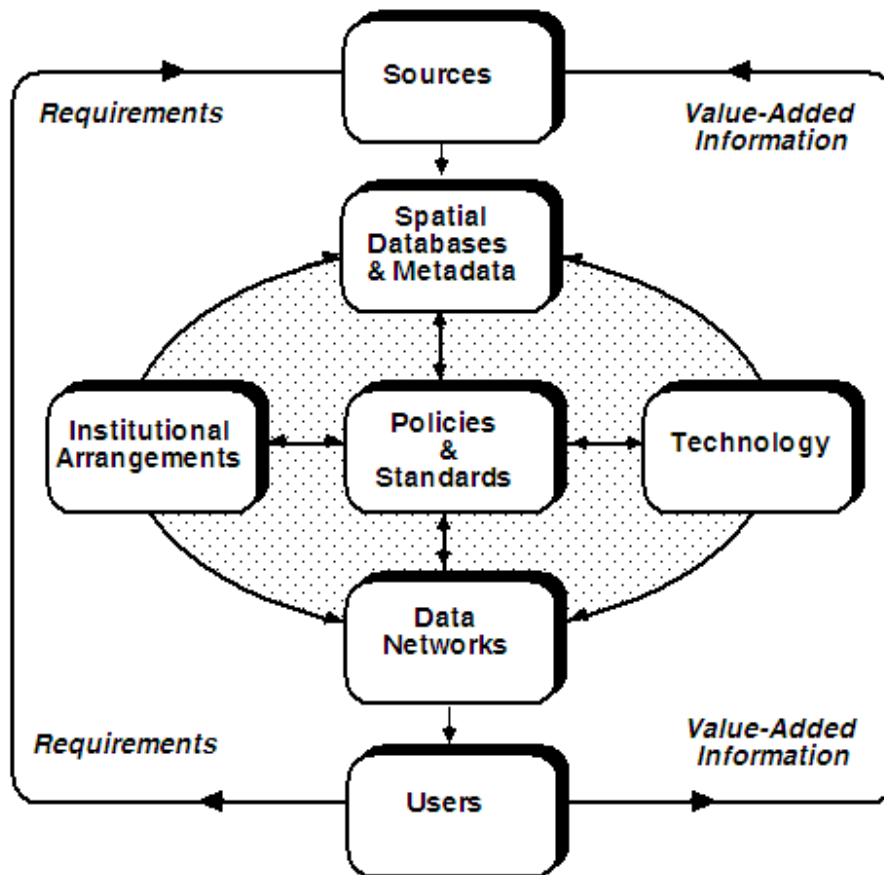 Sources
Requirements
Value-Added
Information
Spatial
Databases
& Metadata
Institutional
Arrangements
Policies
&
Standards
Technology
Data
Networks
Requirements
Value-Added
Information
Users